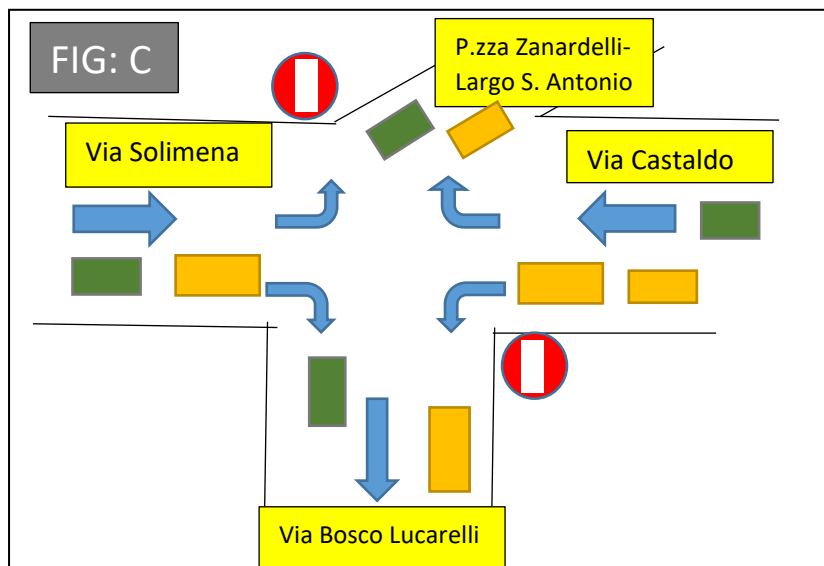 FIG: C
P.zza Zanardelli-
Largo S. Antonio
Via Solimena
Via Castaldo
Via Bosco Lucarelli